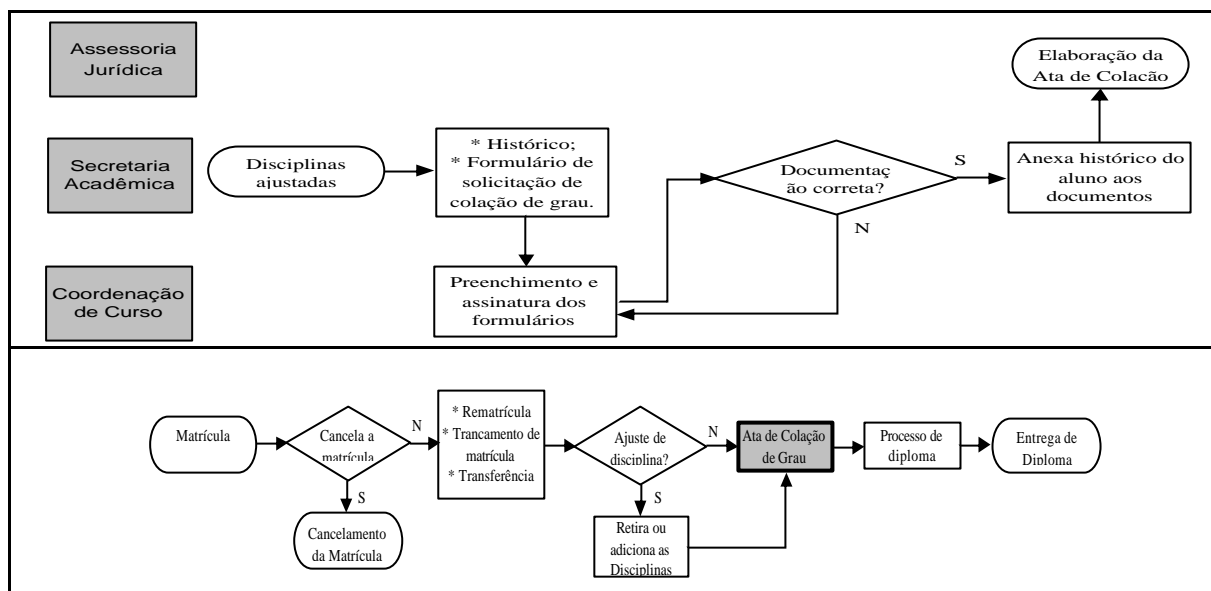 Assessoria
Jurídica
Elaboração da
Ata de Colacão
Secretaria
Acadêmica
Disciplinas
ajustadas
* Histórico;
* Formulário de
solicitação de
colação de grau.
Documentaç
ão correta?
S
N
Anexa histórico do
aluno aos
documentos
Coordenação
de Curso
Preenchimento e
assinatura dos
formulários
Matrícula
Cancela a
matrícula
N
S
Cancelamento
da Matrícula
* Rematrícula
* Trancamento de
matrícula
* Transferência
Ajuste de
disciplina?
N
S
Retira ou
adiciona as
Disciplinas
Ata de Colação
de Grau
Processo de
diploma
Entrega de
Diploma